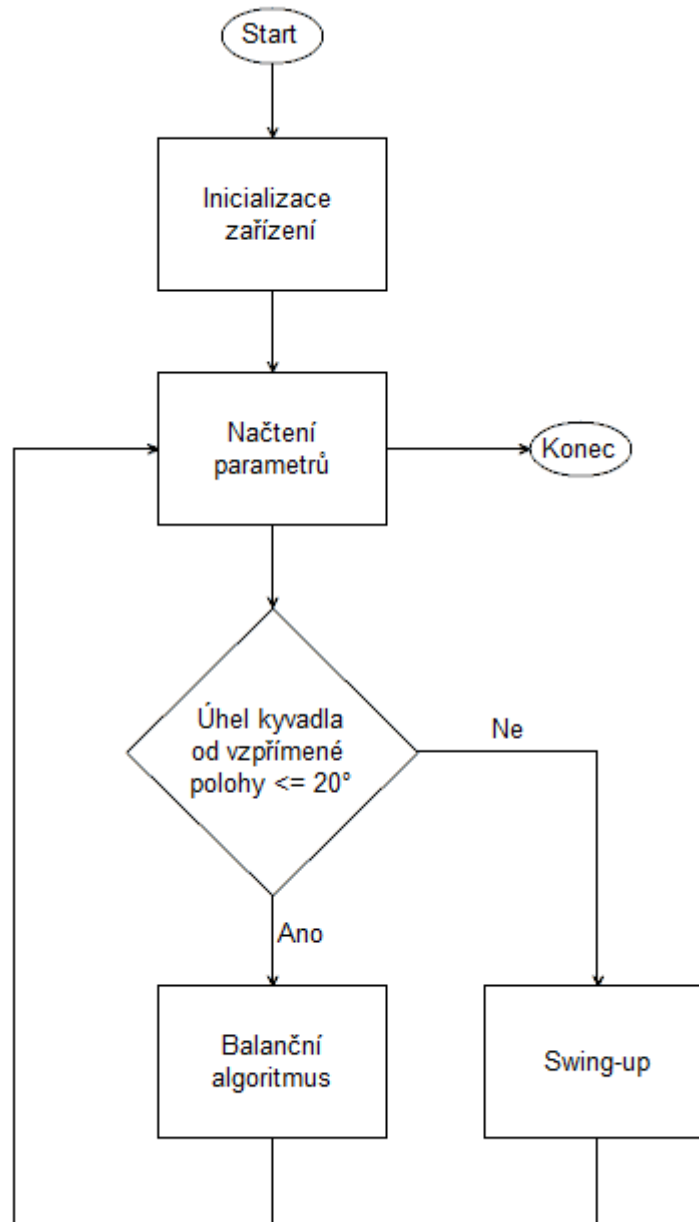 Start
Inicializace
zařízení
Načtení
parametrů
Konec
Úhel kyvadla
od vzpřímené
polohy <= 20°
Ne
Ano
Balanční
algoritmus
Swing-up